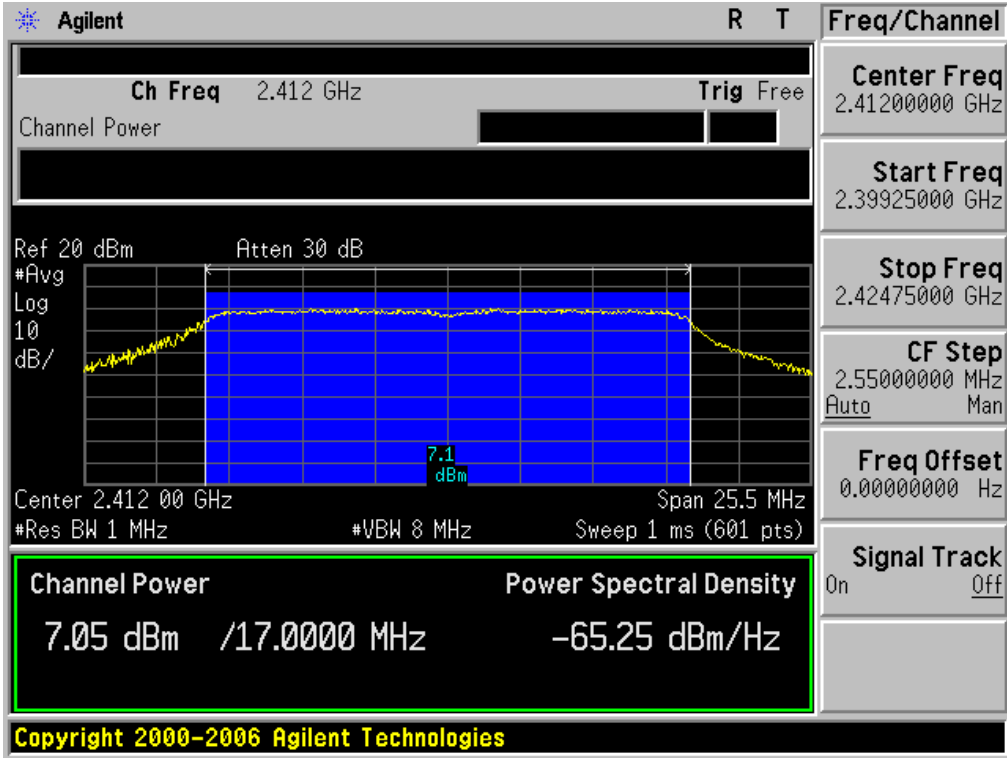 Agilent R T
Freq/Channel
Ch Freq 2.412 GHz Trig Free
Channel Power
Ref 20 dBm Atten 30 dB
#Avg
Log
10
dB/
7.1
dBm
Center 2.412 00 GHz Span 25.5 MHz
#Res BW 1 MHz #VBW 8 MHz Sweep 1 ms (601 pts)
Channel Power Power Spectral Density
7.05 dBm /17.0000 MHz -65.25 dBm/Hz
Copyright 2000-2006 Agilent Technologies
Center Freq
2.41200000 GHz
Start Freq
2.39925000 GHz
Stop Freq
2.42475000 GHz
CF Step
2.55000000 MHz
Auto Man
Freq Offset
0.00000000 Hz
Signal Track
On Off